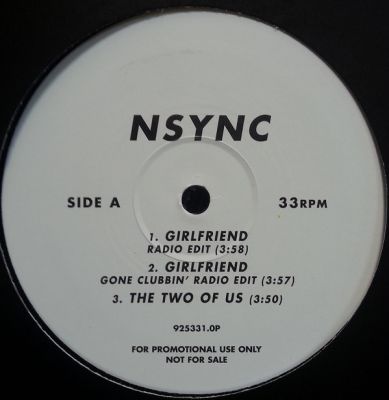 NSYNC
SIDE A 33RPM
1. GIRLFRIEND
RADIO EDIT (3:58)
2. GIRLFRIEND
GONE CLUBBIN' RADIO EDIT (3:57)
3. THE TWO OF US (3:50)
925331.0P
FOR PROMOTIONAL USE ONLY
NOT FOR SALE